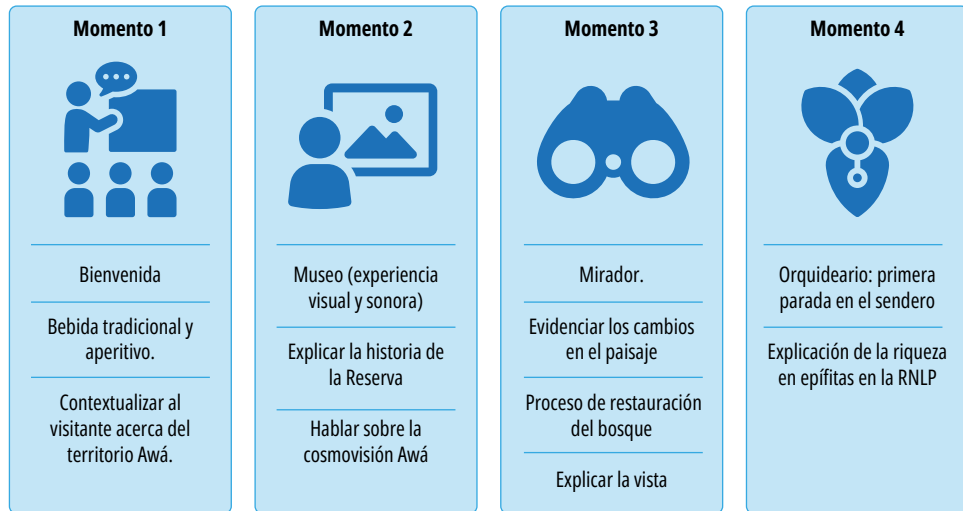 Momento 1
Bienvenida
Bebida tradicional y
aperitivo.
Contextualizar al
visitante acerca del
territorio Awá.
Momento 2
Museo (experiencia
visual y sonora)
Explicar la historia de
la Reserva
Hablar sobre la
cosmovisión Awá
Momento 3
Mirador.
Evidenciar los cambios
en el paisaje
Proceso de restauración
del bosque
Explicar la vista
Momento 4
Orquideario: primera
parada en el sendero
Explicación de la riqueza
en epífitas en la RNLP